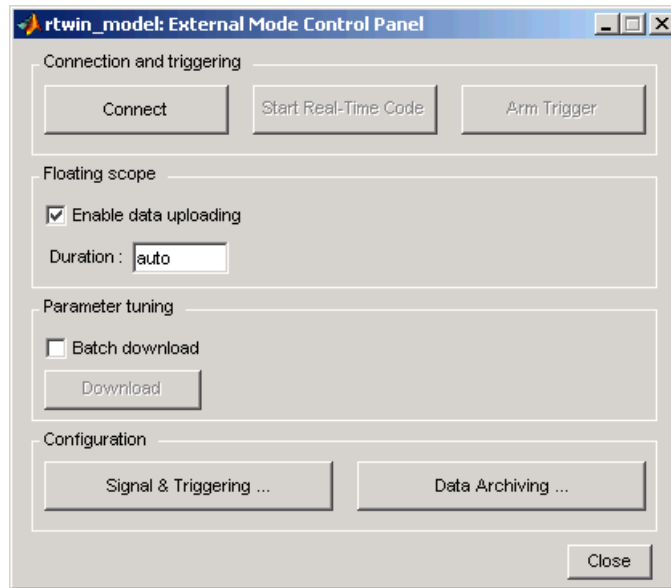 rtwin_model: External Mode Control Panel
Connection and triggering
Connect
Start Real-Time Code
Arm Trigger
Floating scope
Enable data uploading
Duration : auto
Parameter tuning
Batch download
Download
Configuration
Signal & Triggering ...
Data Archiving ...
Close